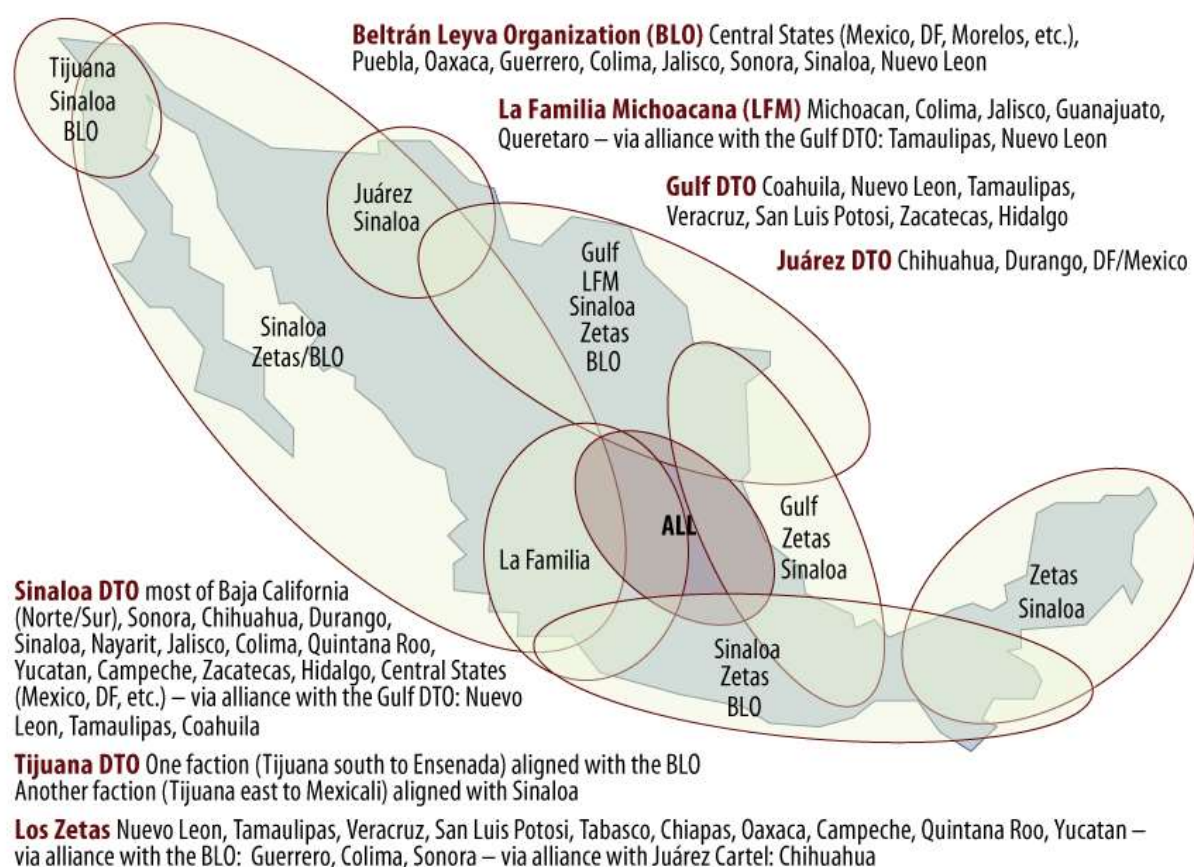 Beltrán Leyva Organization (BLO) Central States (Mexico, DF, Morelos, etc.),
Puebla, Oaxaca, Guerrero, Colima, Jalisco, Sonora, Sinaloa, Nuevo Leon
La Familia Michoacana (LFM) Michoacan, Colima, Jalisco, Guanajuato,
Queretaro – via alliance with the Gulf DTO: Tamaulipas, Nuevo Leon
Gulf DTO Coahuila, Nuevo Leon, Tamaulipas,
Veracruz, San Luis Potosi, Zacatecas, Hidalgo
Juárez DTO Chihuahua, Durango, DF/Mexico
Tijuana
Sinaloa
BLO
Juárez
Sinaloa
Gulf
LFM
Sinaloa
Zetas
BLO
Sinaloa
Zetas/BLO
La Familia
ALL
Gulf
Zetas
Sinaloa
Zetas
Sinaloa
Sinaloa
Zetas
BLO
Sinaloa DTO most of Baja California
(Norte/Sur), Sonora, Chihuahua, Durango,
Sinaloa, Nayarit, Jalisco, Colima, Quintana Roo,
Yucatan, Campeche, Zacatecas, Hidalgo, Central States
(Mexico, DF, etc.) – via alliance with the Gulf DTO: Nuevo
Leon, Tamaulipas, Coahuila
Tijuana DTO One faction (Tijuana south to Ensenada) aligned with the BLO
Another faction (Tijuana east to Mexicali) aligned with Sinaloa
Los Zetas Nuevo Leon, Tamaulipas, Veracruz, San Luis Potosi, Tabasco, Chiapas, Oaxaca, Campeche, Quintana Roo, Yucatan –
via alliance with the BLO: Guerrero, Colima, Sonora – via alliance with Juárez Cartel: Chihuahua